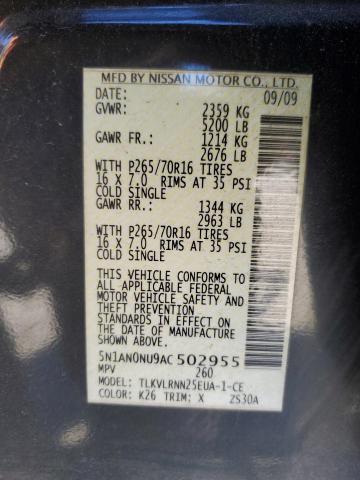 MFD BY NISSAN MOTOR CO., LTD.
DATE: 09/09
GVWR: 2359 KG
5200 LB
GAWR FR.: 1214 KG
2676 LB
WITH P265/70R16 TIRES
16 X 7.0 RIMS AT 35 PSI
COLD SINGLE
GAWR RR.: 1344 KG
2963 LB
WITH P265/70R16 TIRES
16 X 7.0 RIMS AT 35 PSI
COLD SINGLE
THIS VEHICLE CONFORMS TO
ALL APPLICABLE FEDERAL
MOTOR VEHICLE SAFETY AND
THEFT PREVENTION
STANDARDS IN EFFECT ON
THE DATE OF MANUFACTURE
SHOWN ABOVE.
5N1AN0NU9AC502955
MPV 260
MODEL: TLKVLRNN25EUA-1-CE
COLOR: K26 TRIM: X ZS30A